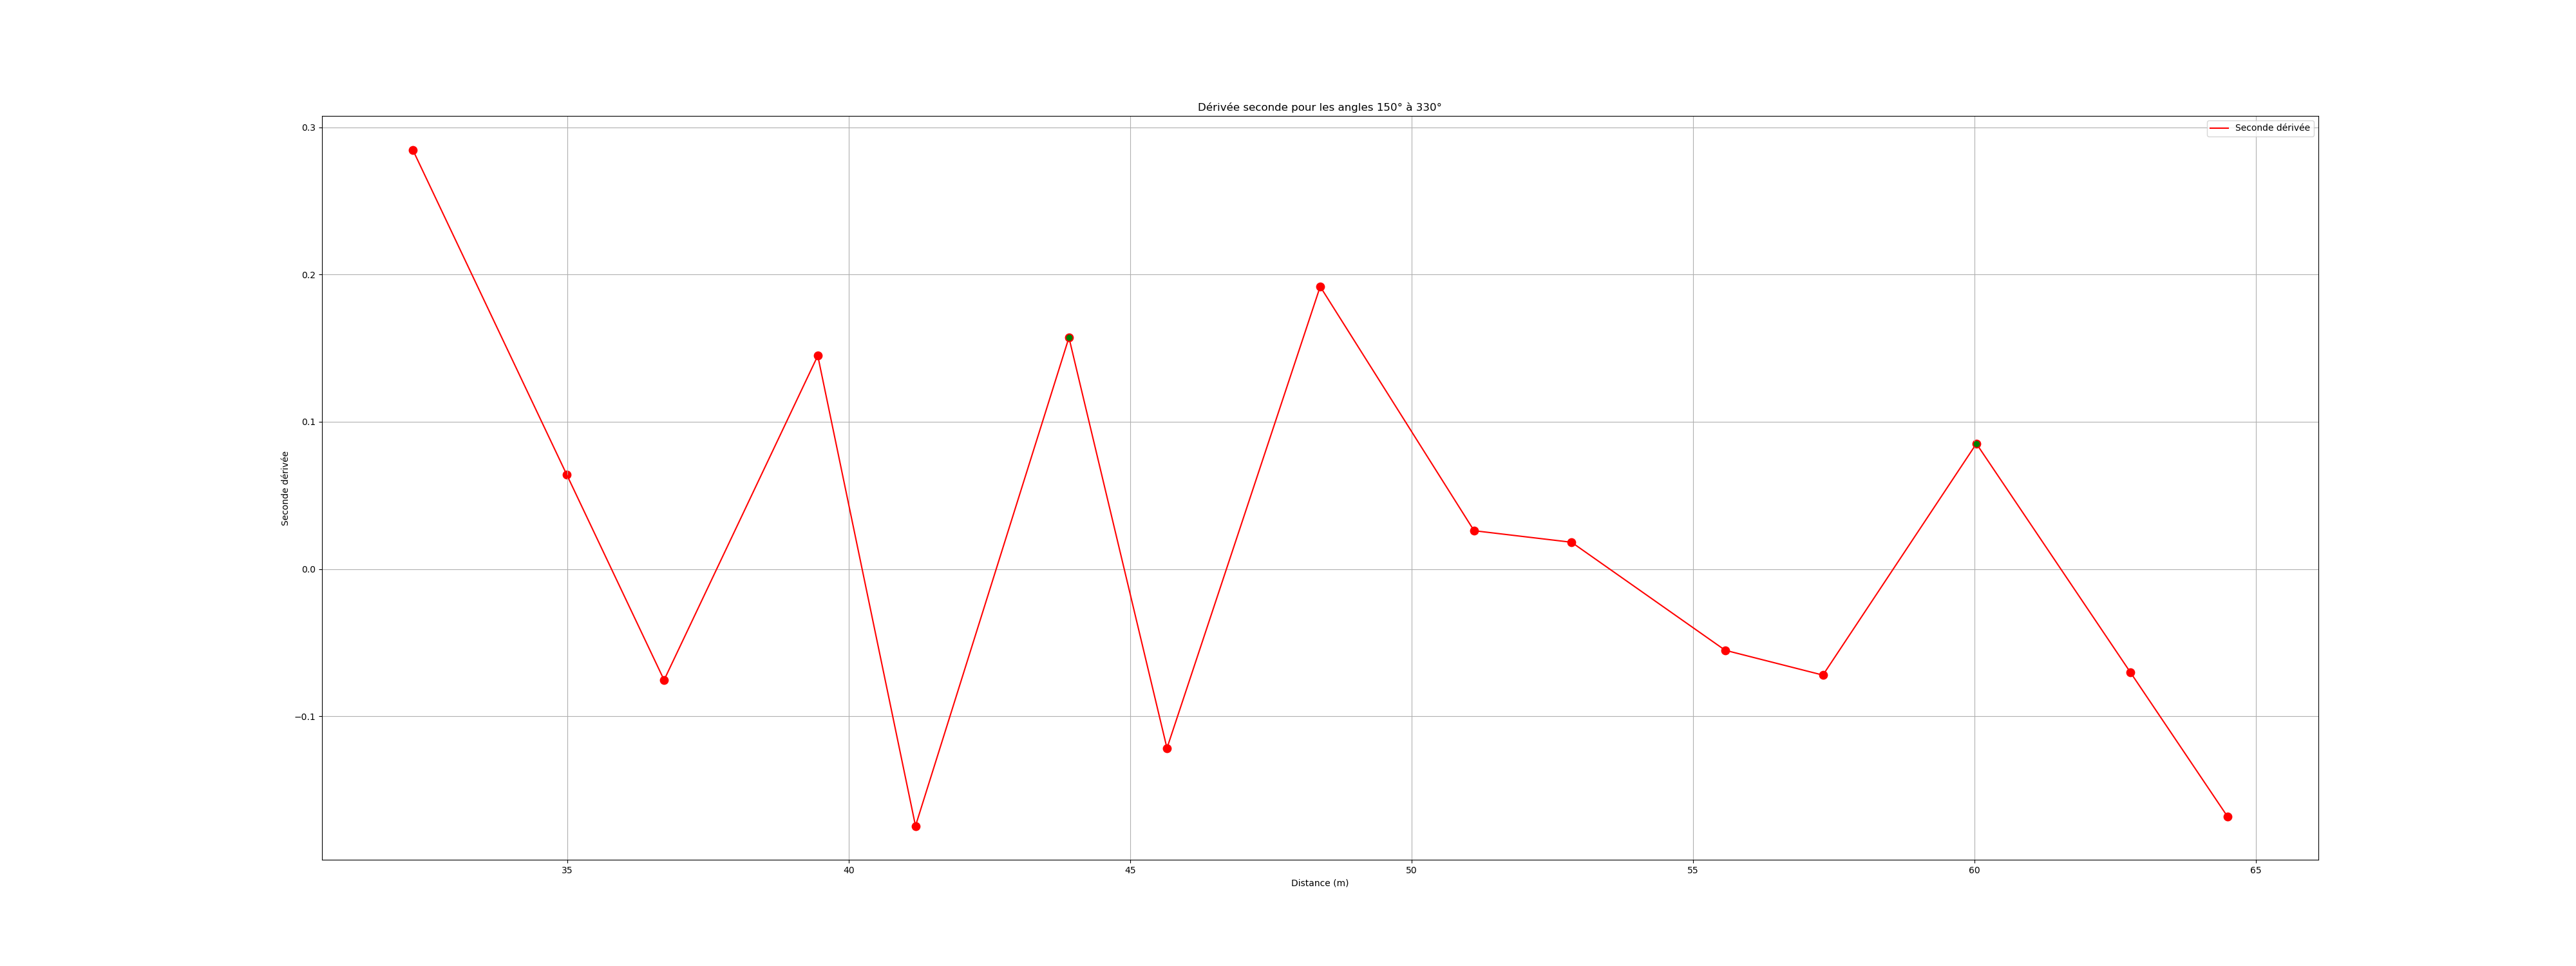 Dérivée seconde pour les angles 150° à 330°
Seconde dérivée
0.3
0.2
0.1
0.0
−0.1
Seconde dérivée
35 40 45 50 55 60 65
Distance (m)